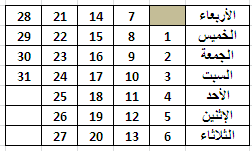 الأربعاء 7 14 21 28
الخميس 1 8 15 22 29
الجمعة 2 9 16 23 30
السبت 3 10 17 24 31
الأحد 4 11 18 25
الإثنين 5 12 19 26
الثلاثاء 6 13 20 27